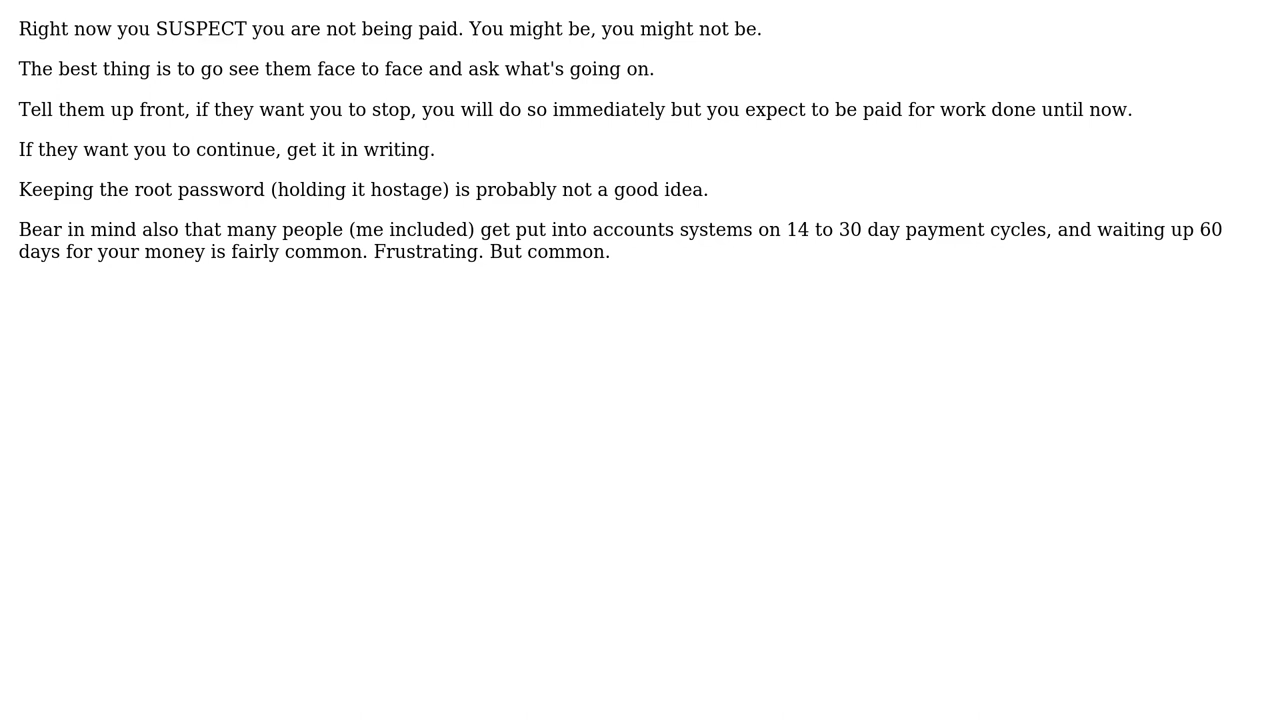 Right now you SUSPECT you are not being paid. You might be, you might not be.
The best thing is to go see them face to face and ask what's going on.
Tell them up front, if they want you to stop, you will do so immediately but you expect to be paid for work done until now.
If they want you to continue, get it in writing.
Keeping the root password (holding it hostage) is probably not a good idea.
Bear in mind also that many people (me included) get put into accounts systems on 14 to 30 day payment cycles, and waiting up 60
days for your money is fairly common. Frustrating. But common.